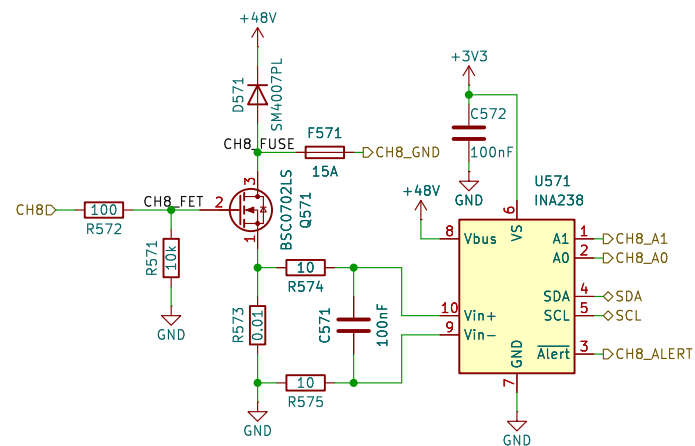 +48V
D571
SM4007PL
+3V3
C572
100nF
CH8_FUSE
F571
15A
CH8_GND
GND
CH8
100
R572
CH8_FET
2
3
1
BSC0702LS
Q571
R571
10k
GND
+48V
U571
INA238
6
VS
8
Vbus
A1
1
CH8_A1
A0
2
CH8_A0
SDA
4
SDA
SCL
5
SCL
10
Vin+
9
Vin-
GND
7
Alert
3
CH8_ALERT
10
R574
R573
0.01
C571
100nF
10
R575
GND
GND